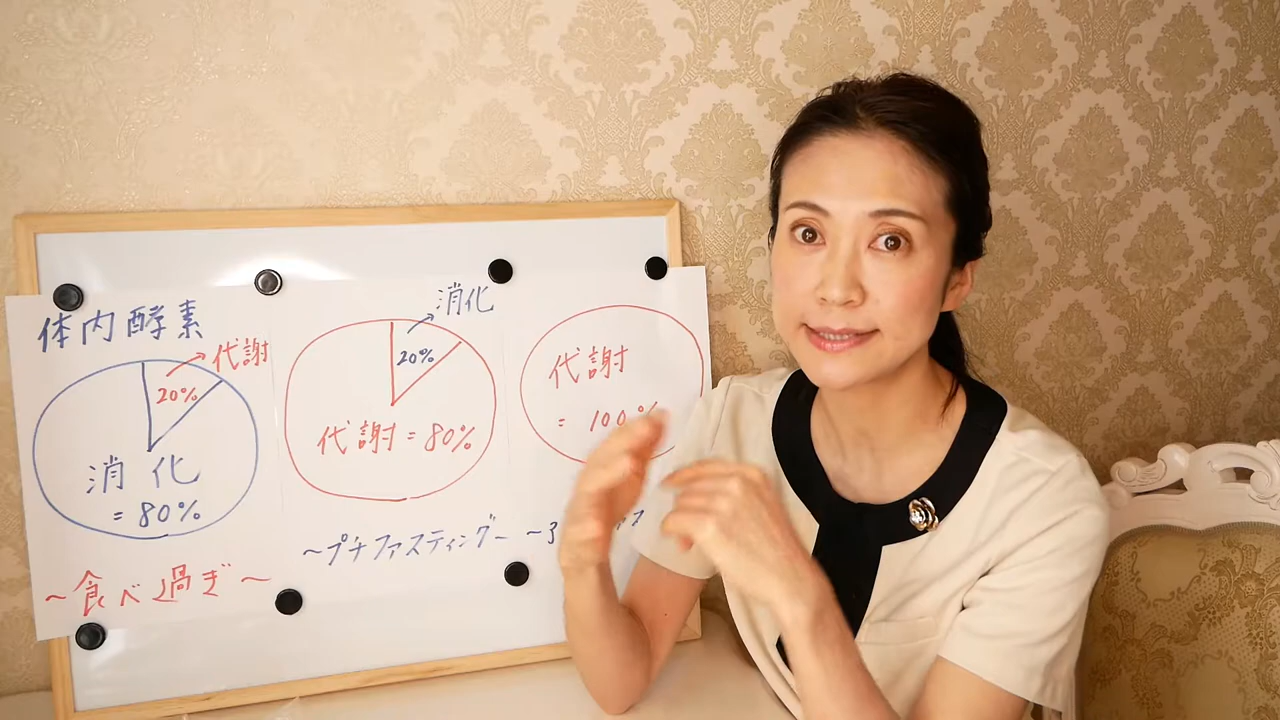 体内酵素
代謝
20%
消化
=80%
~食べ過ぎ~
消化
20%
代謝=80%
~プチファスティング~
代謝
=100%